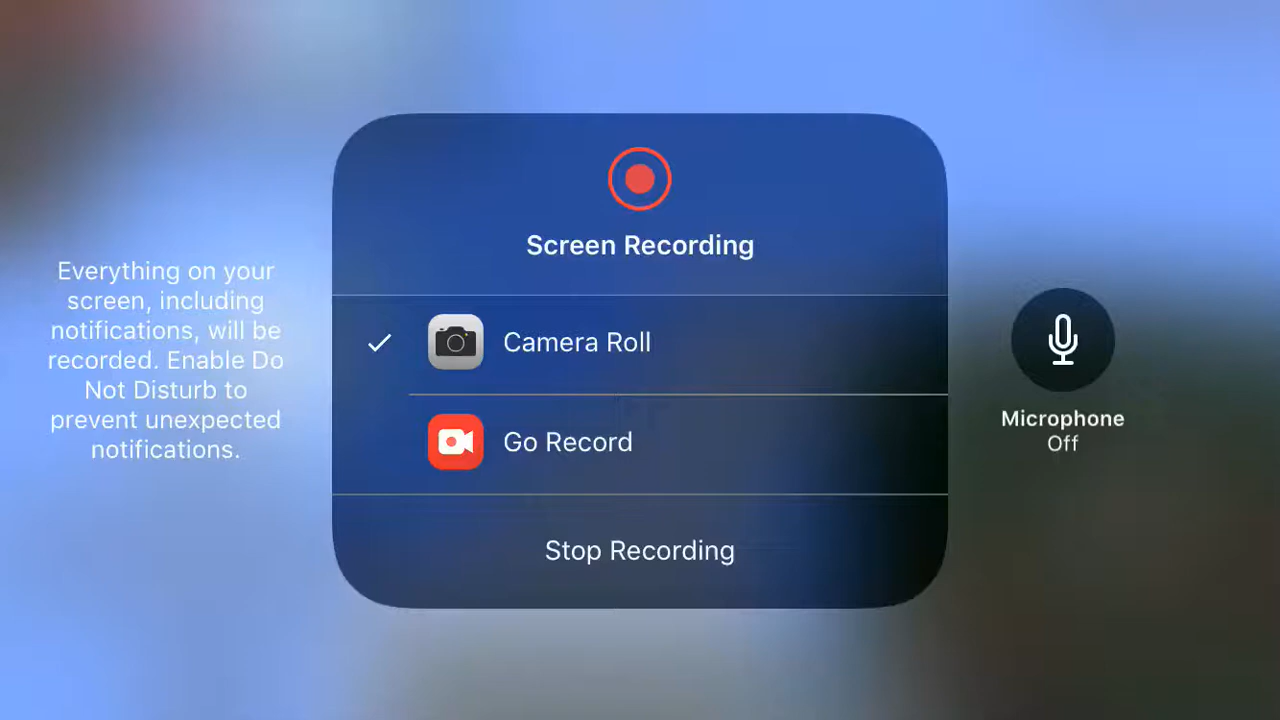 Everything on your
screen, including
notifications, will be
recorded. Enable Do
Not Disturb to
prevent unexpected
notifications.
Screen Recording
Camera Roll
Go Record
Stop Recording
Microphone
Off